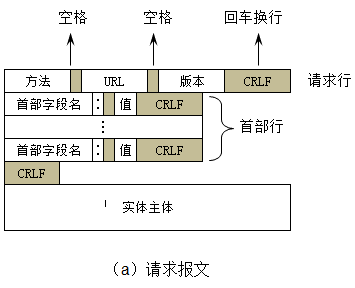 空格 空格 回车换行
方法 URL 版本 CRLF 请求行
首部字段名 : 值 CRLF
⋮ 首部行
首部字段名 : 值 CRLF
CRLF
实体主体
（a）请求报文